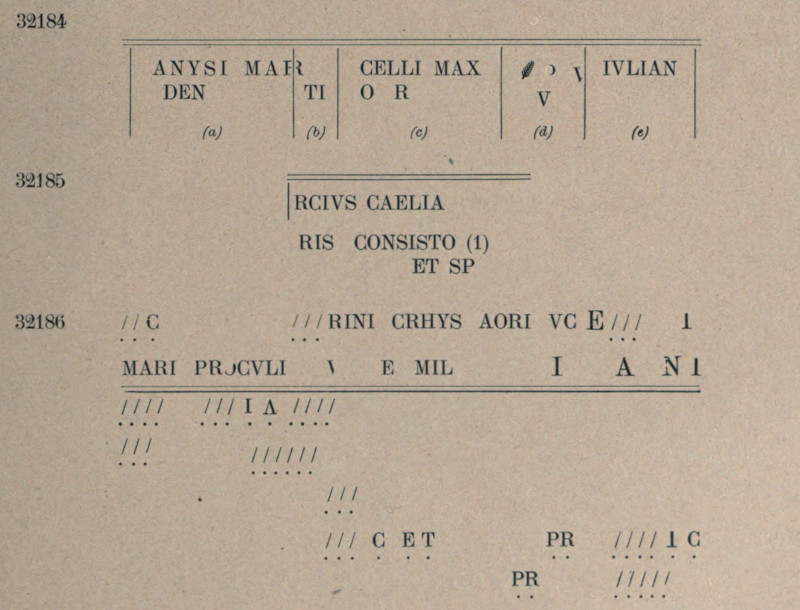 32184
ANYSI MAR CELLI MAX IVLIAN
DEN TI O R V
(a) (b) (c) (d) (e)
32185
RCIVS CAELIA
RIS CONSISTO (1)
ET SP
32186 //C ///RINI CRHYS AORI VC E/// I
MARI PROCVLI \ E MIL I A N I
//// /// I Λ ////
/// //////
///
/// C E T PR //// I C
PR /////